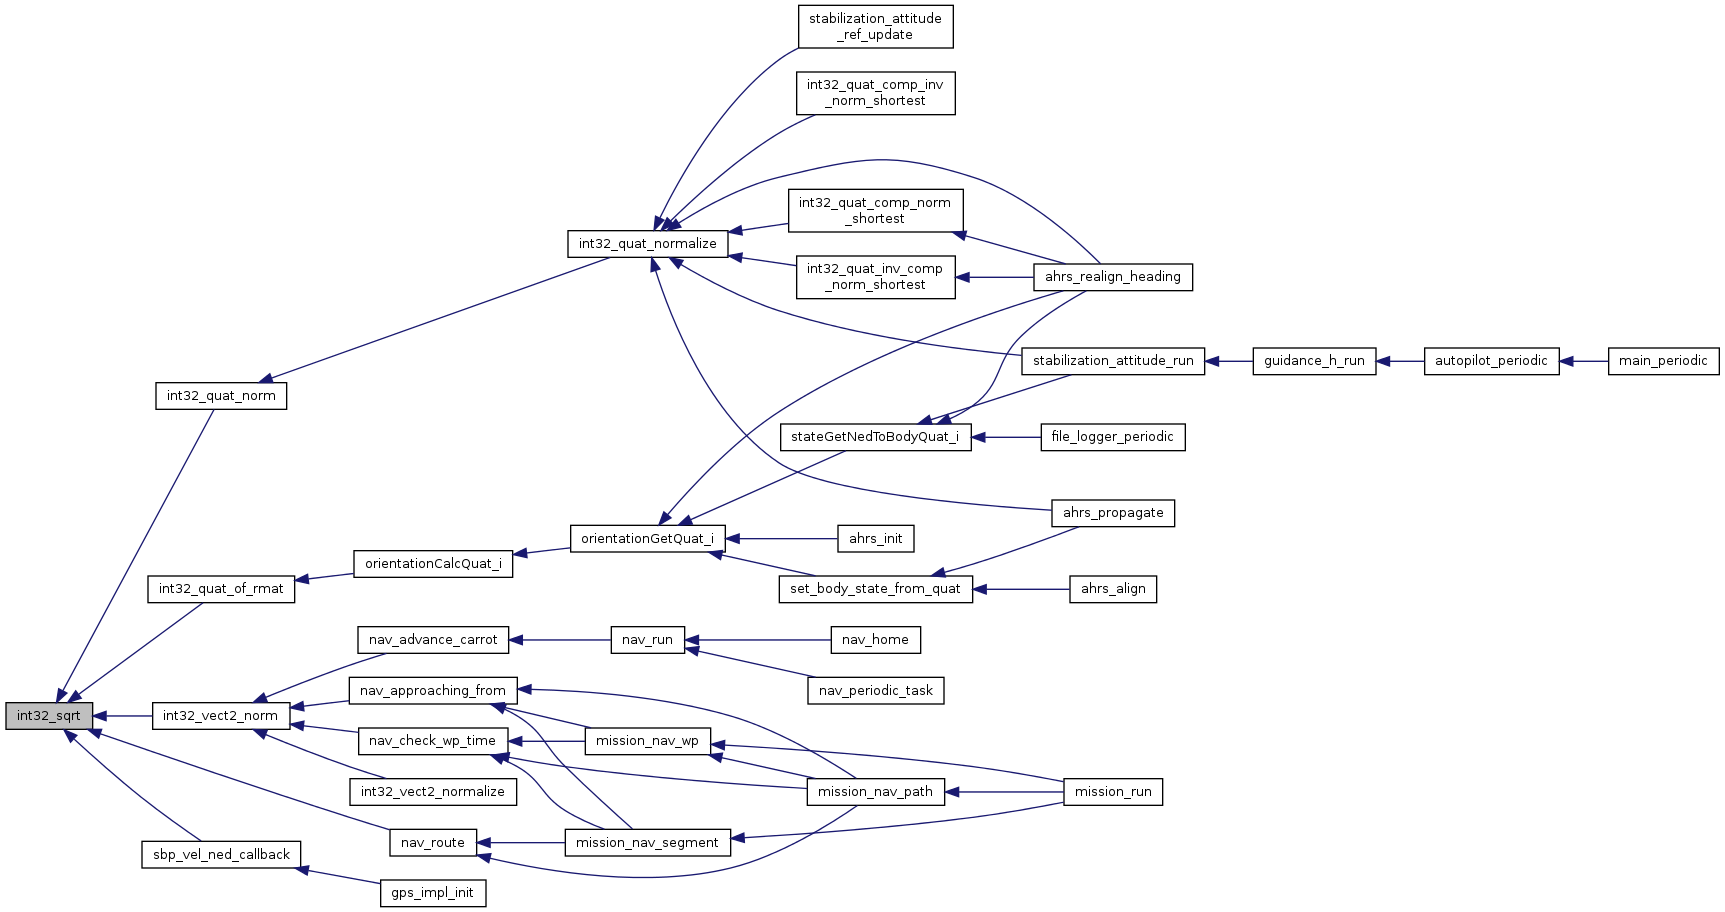 stabilization_attitude
_ref_update
int32_quat_comp_inv
_norm_shortest
int32_quat_comp_norm
_shortest
int32_quat_normalize
int32_quat_inv_comp
_norm_shortest
ahrs_realign_heading
stabilization_attitude_run
guidance_h_run
autopilot_periodic
main_periodic
int32_quat_norm
stateGetNedToBodyQuat_i
file_logger_periodic
ahrs_propagate
orientationGetQuat_i
ahrs_init
orientationCalcQuat_i
int32_quat_of_rmat
set_body_state_from_quat
ahrs_align
nav_advance_carrot
nav_run
nav_home
nav_approaching_from
nav_periodic_task
int32_sqrt
int32_vect2_norm
nav_check_wp_time
mission_nav_wp
int32_vect2_normalize
mission_nav_path
mission_run
nav_route
mission_nav_segment
sbp_vel_ned_callback
gps_impl_init